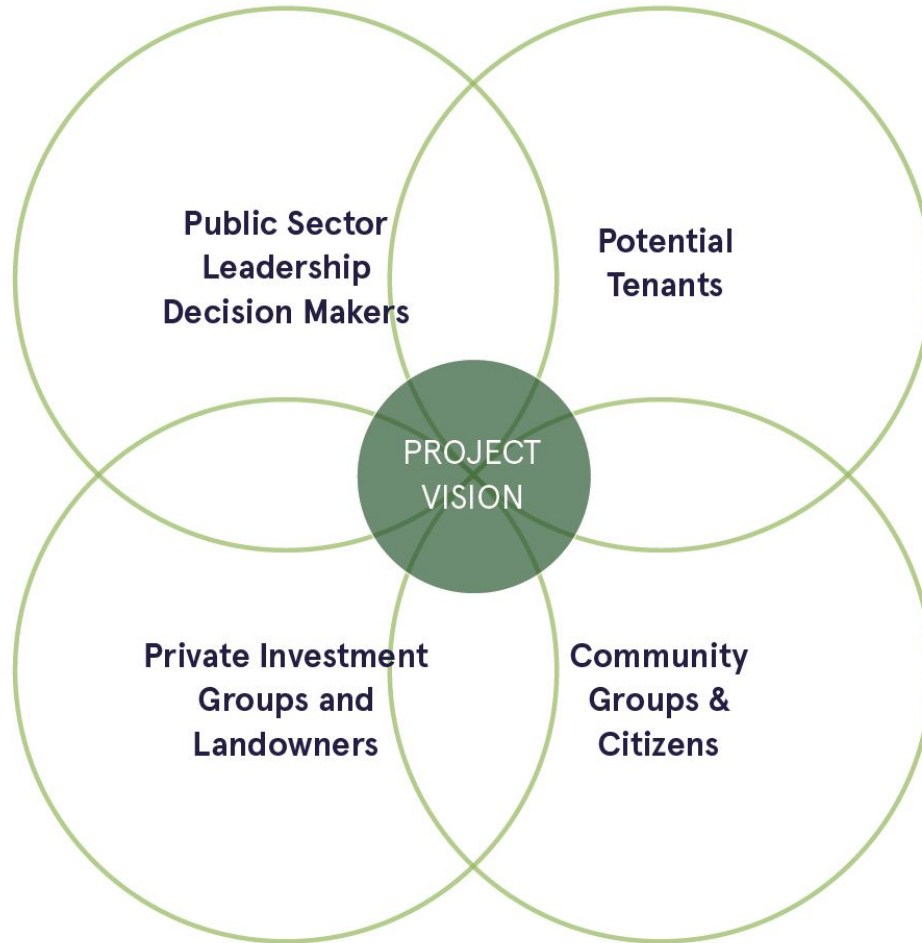 Public Sector
Leadership
Decision Makers
Potential
Tenants
PROJECT
VISION
Private Investment
Groups and
Landowners
Community
Groups &
Citizens